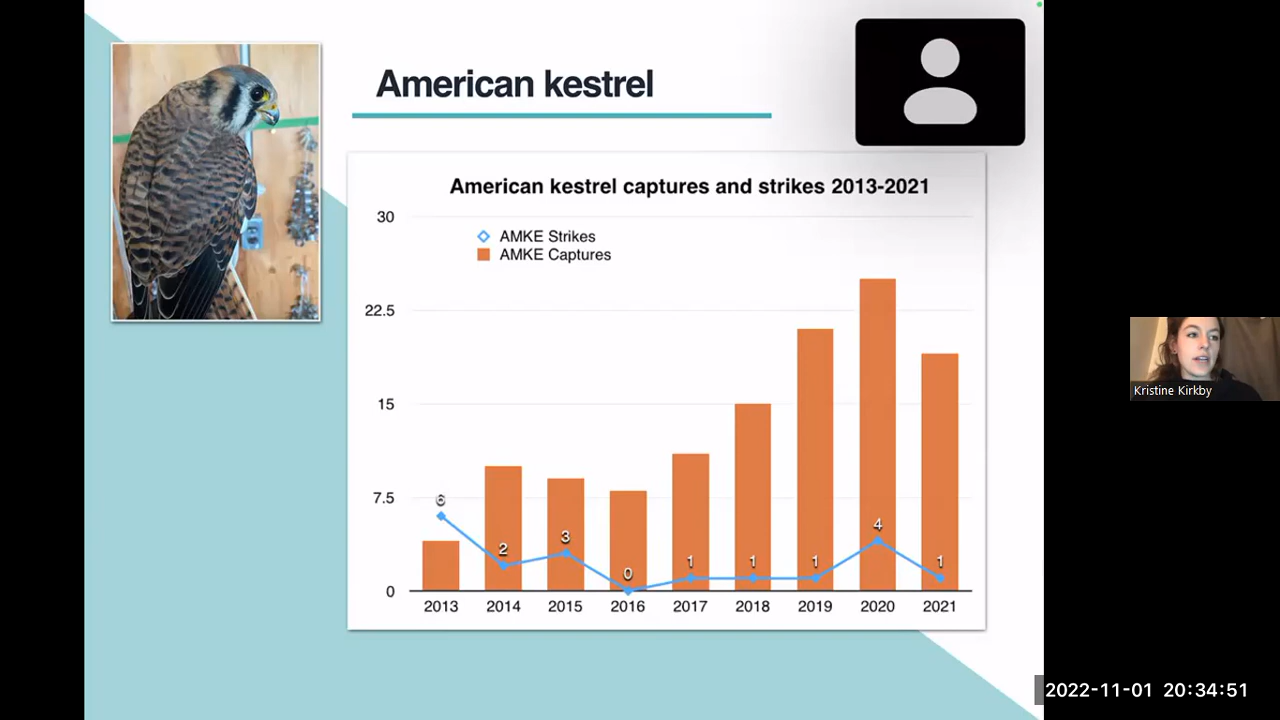 American kestrel
American kestrel captures and strikes 2013-2021
30
AMKE Strikes
AMKE Captures
22.5
15
7.5
0
6
2
3
0
1
1
1
4
1
2013 2014 2015 2016 2017 2018 2019 2020 2021
Kristine Kirkby
2022-11-01 20:34:51